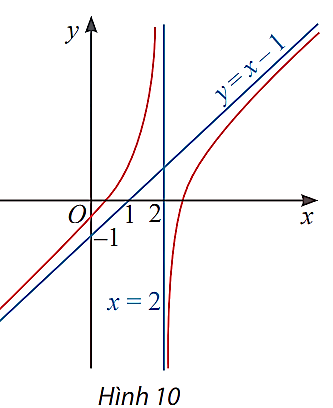 y
y = x – 1
O
1
2
x
–1
x = 2
Hình 10